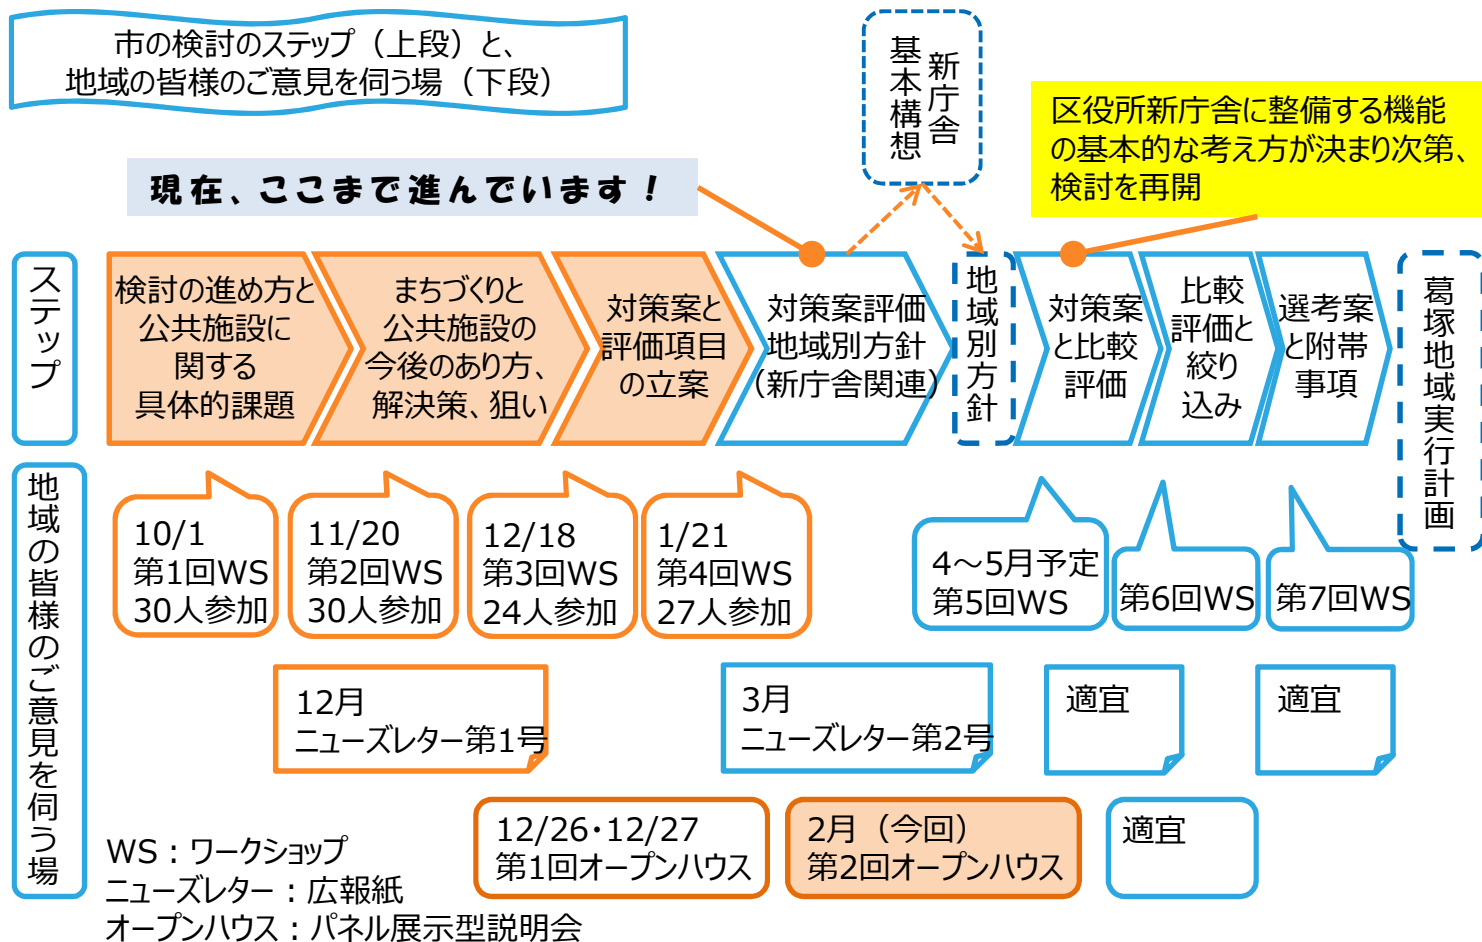 市の検討のステップ（上段）と、
地域の皆様のご意見を伺う場（下段）
新庁舎
基本構想
区役所新庁舎に整備する機能
の基本的な考え方が決まり次第、
検討を再開
現在、ここまで進んでいます！
ステップ
検討の進め方と
公共施設に
関する
具体的課題
まちづくりと
公共施設の
今後のあり方、
解決策、狙い
対策案と
評価項目
の立案
対策案評価
地域別方針
（新庁舎関連）
地域別方針
対策案
と比較
評価
比較
評価と
絞り
込み
選考案
と附帯
事項
葛塚地域実行計画
地域の皆様のご意見を伺う場
10/1
第1回WS
30人参加
11/20
第2回WS
30人参加
12/18
第3回WS
24人参加
1/21
第4回WS
27人参加
4～5月予定
第5回WS
第6回WS
第7回WS
12月
ニューズレター第1号
3月
ニューズレター第2号
適宜
適宜
12/26・12/27
第1回オープンハウス
2月（今回）
第2回オープンハウス
適宜
WS：ワークショップ
ニューズレター：広報紙
オープンハウス：パネル展示型説明会